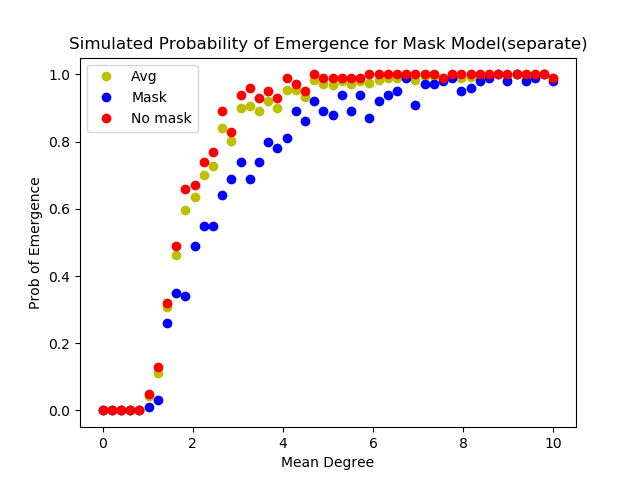 Simulated Probability of Emergence for Mask Model(separate)
Avg
Mask
No mask
1.0
0.8
0.6
0.4
0.2
0.0
Prob of Emergence
0 2 4 6 8 10
Mean Degree